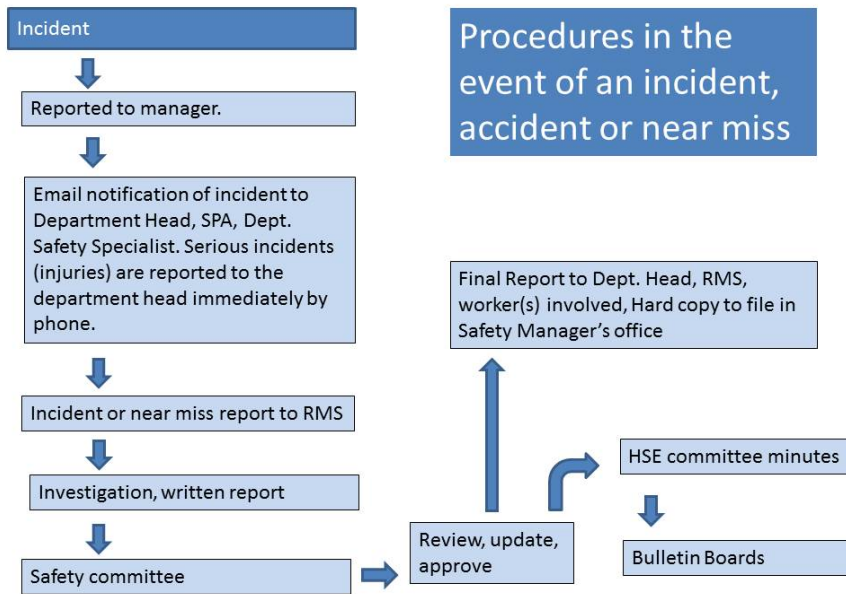 Incident
Procedures in the
event of an incident,
accident or near miss
Reported to manager.
Email notification of incident to
Department Head, SPA, Dept.
Safety Specialist. Serious incidents
(injuries) are reported to the
department head immediately by
phone.
Incident or near miss report to RMS
Investigation, written report
Safety committee
Review, update,
approve
Final Report to Dept. Head, RMS,
worker(s) involved, Hard copy to file in
Safety Manager’s office
HSE committee minutes
Bulletin Boards